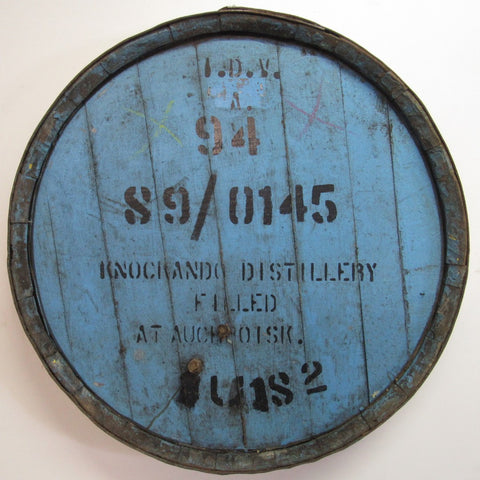 I.D.V.
94
89/0145
KNOCKANDO DISTILLERY
FILLED
AT AUCHROISK.